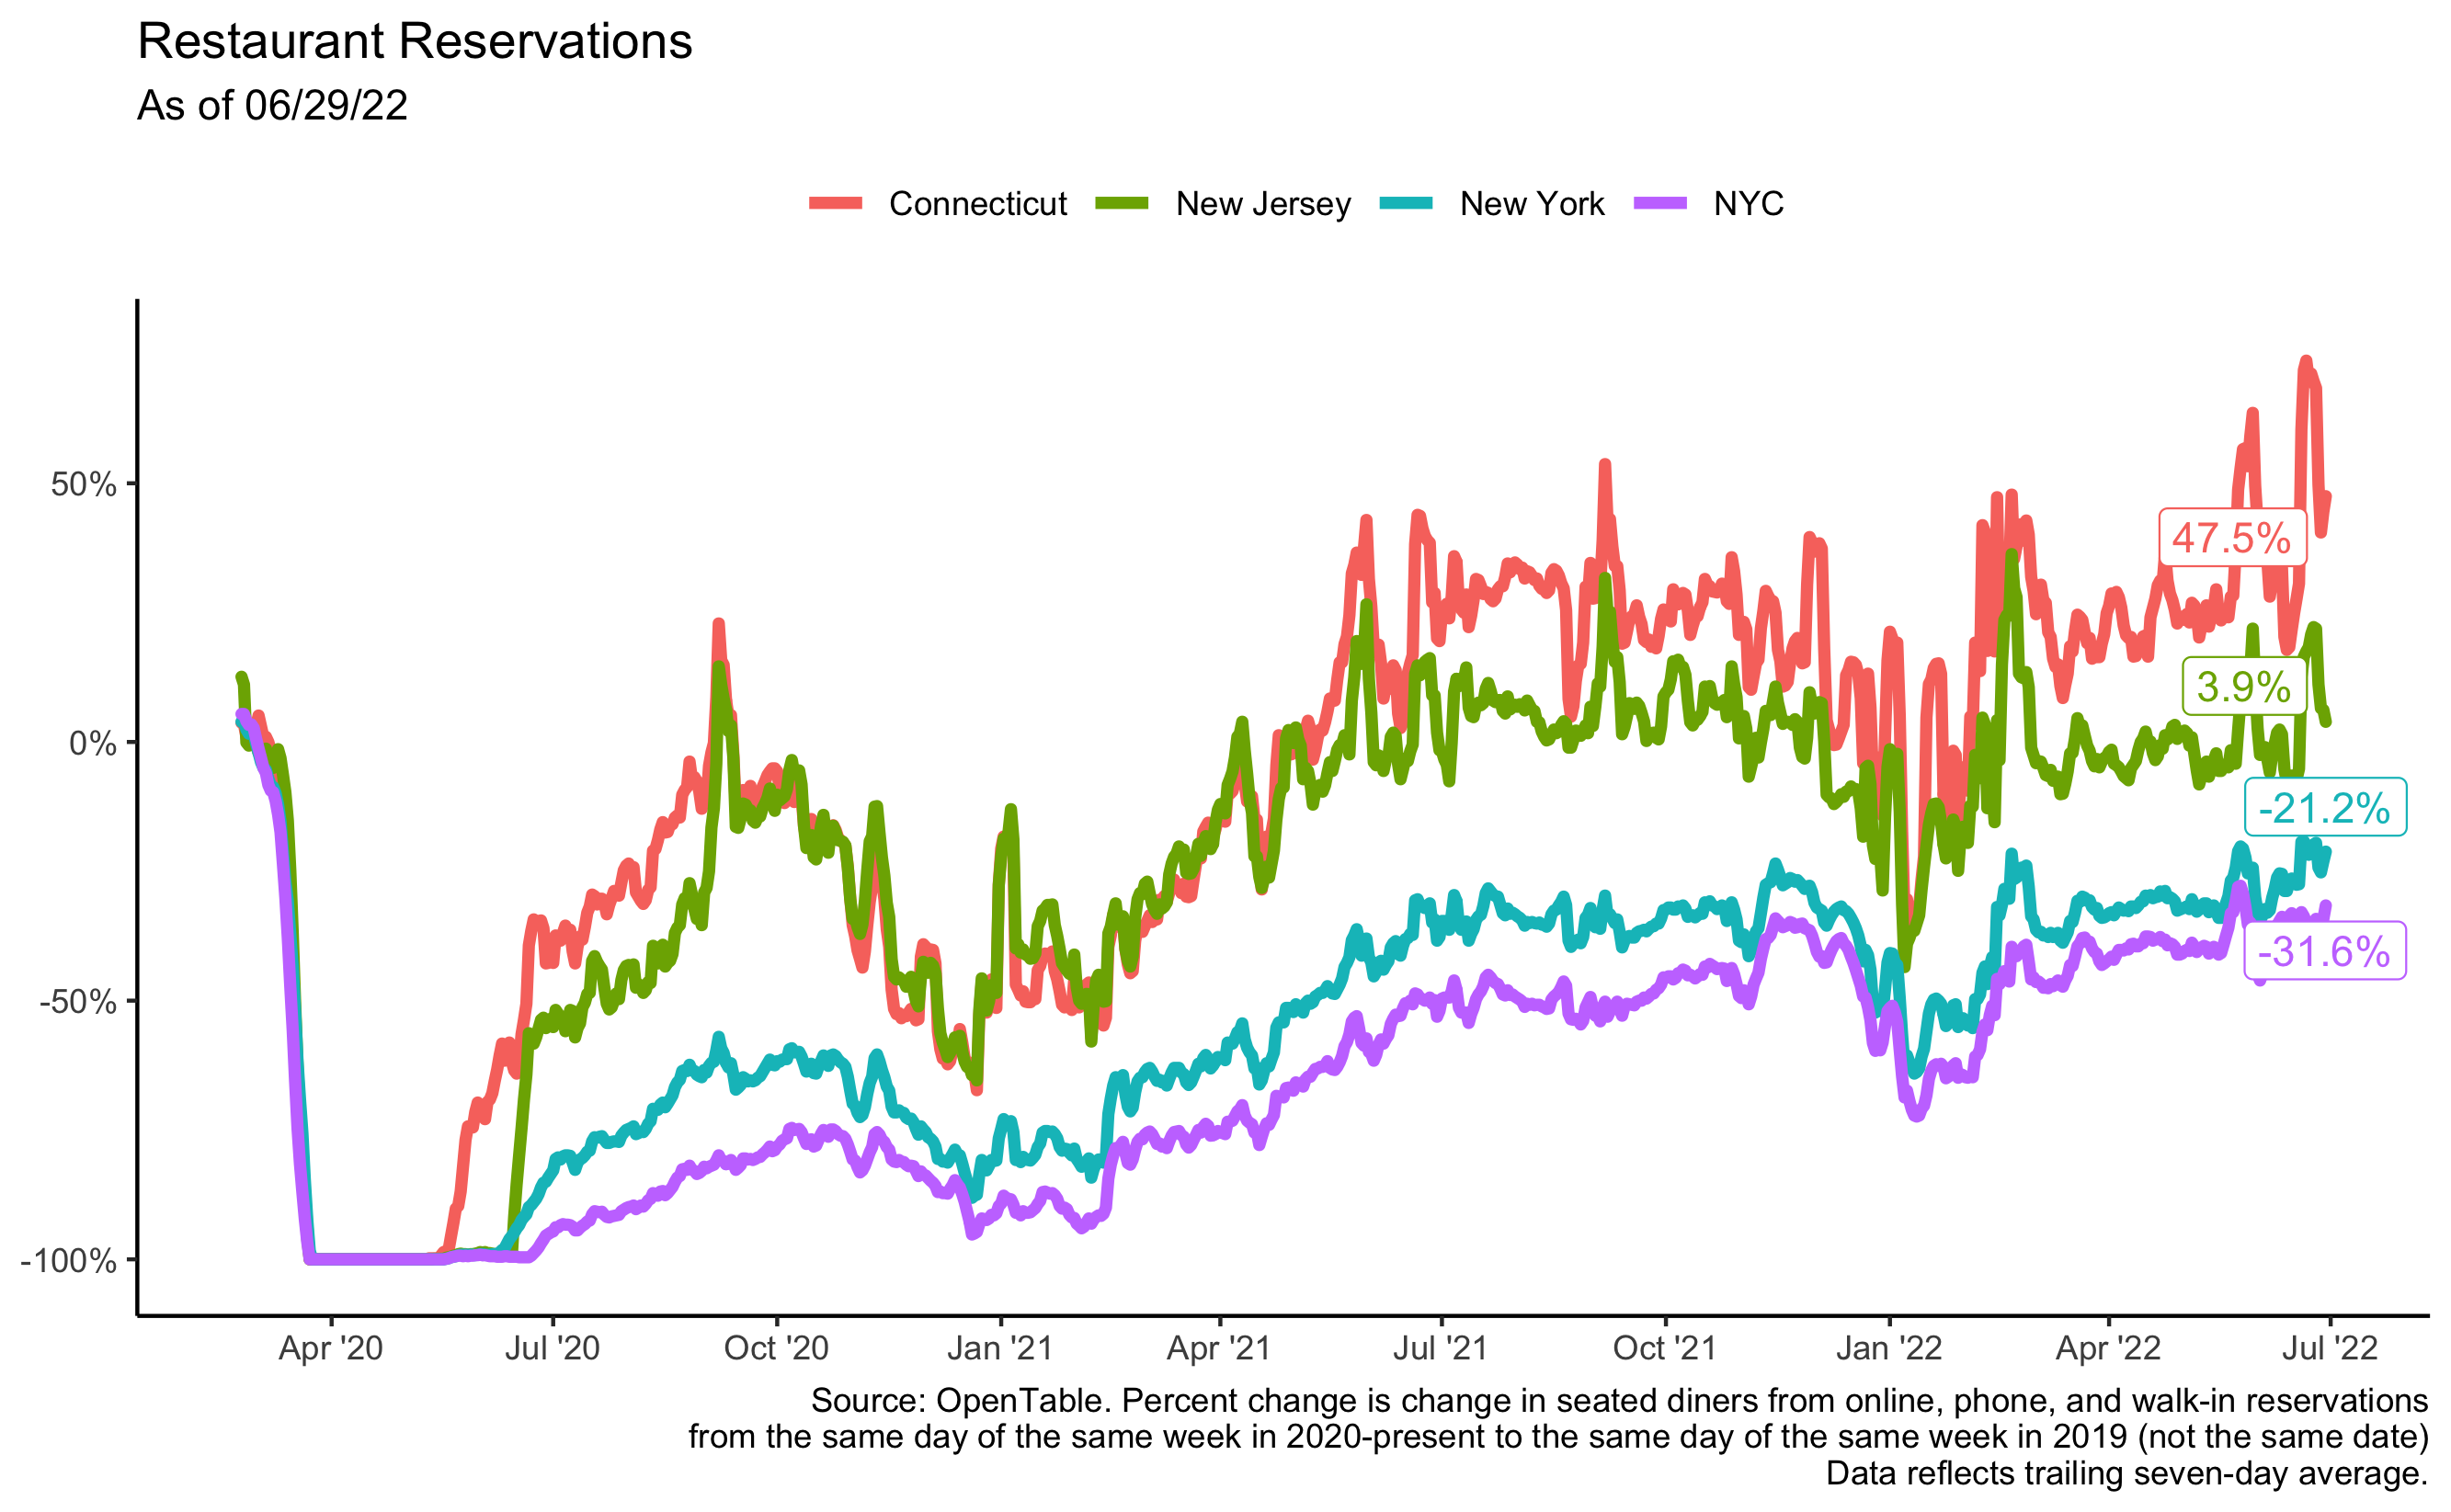 Restaurant Reservations
As of 06/29/22
Connecticut New Jersey New York NYC
50%
0%
-50%
-100%
47.5%
3.9%
-21.2%
-31.6%
Apr '20 Jul '20 Oct '20 Jan '21 Apr '21 Jul '21 Oct '21 Jan '22 Apr '22 Jul '22
Source: OpenTable. Percent change is change in seated diners from online, phone, and walk-in reservations
from the same day of the same week in 2020-present to the same day of the same week in 2019 (not the same date)
Data reflects trailing seven-day average.